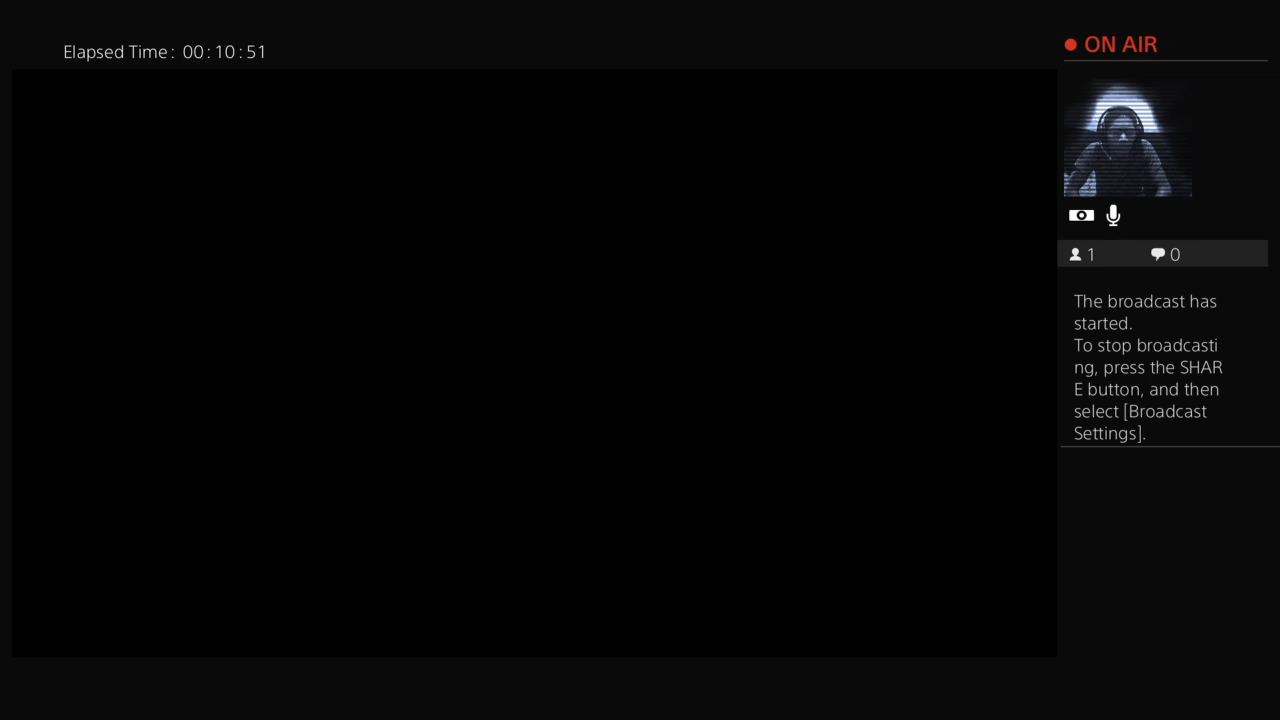 Elapsed Time: 00:10:51
ON AIR
1 0
The broadcast has
started.
To stop broadcasti
ng, press the SHAR
E button, and then
select [Broadcast
Settings].